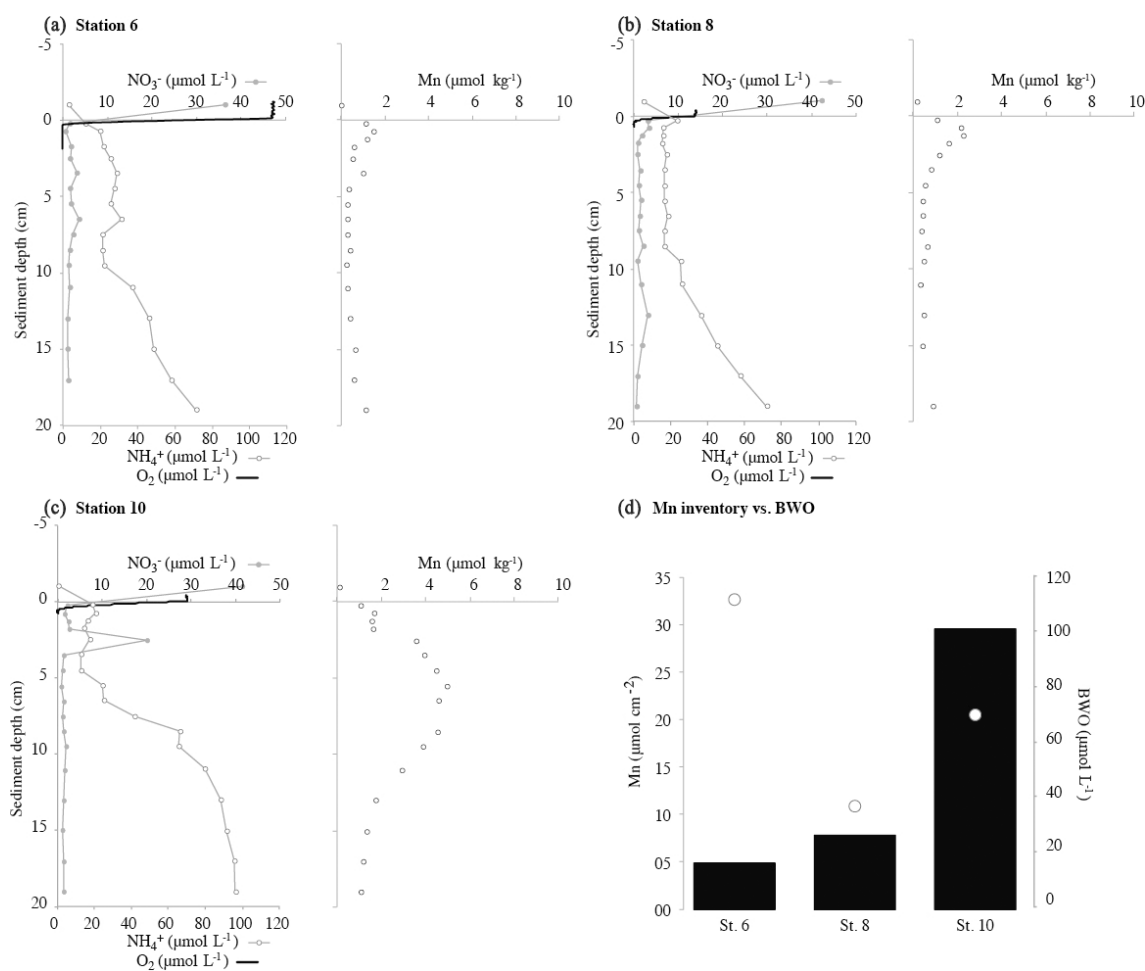 (a) Station 6
-5
NO₃⁻ (μmol L⁻¹)
0 10 20 30 40 50
Mn (μmol kg⁻¹)
0 2 4 6 8 10
Sediment depth (cm)
0
5
10
15
20
0 20 40 60 80 100 120
NH₄⁺ (μmol L⁻¹)
O₂ (μmol L⁻¹)
(b) Station 8
-5
NO₃⁻ (μmol L⁻¹)
0 10 20 30 40 50
Mn (μmol kg⁻¹)
0 2 4 6 8 10
Sediment depth (cm)
0
5
10
15
20
0 20 40 60 80 100 120
NH₄⁺ (μmol L⁻¹)
O₂ (μmol L⁻¹)
(c) Station 10
-5
NO₃⁻ (μmol L⁻¹)
0 10 20 30 40 50
Mn (μmol kg⁻¹)
0 2 4 6 8 10
Sediment depth (cm)
0
5
10
15
20
0 20 40 60 80 100 120
NH₄⁺ (μmol L⁻¹)
O₂ (μmol L⁻¹)
(d) Mn inventory vs. BWO
Mn (μmol cm⁻²)
35
30
25
20
15
10
05
00
120
100
80
60
40
20
0
BWO (μmol L⁻¹)
St. 6 St. 8 St. 10